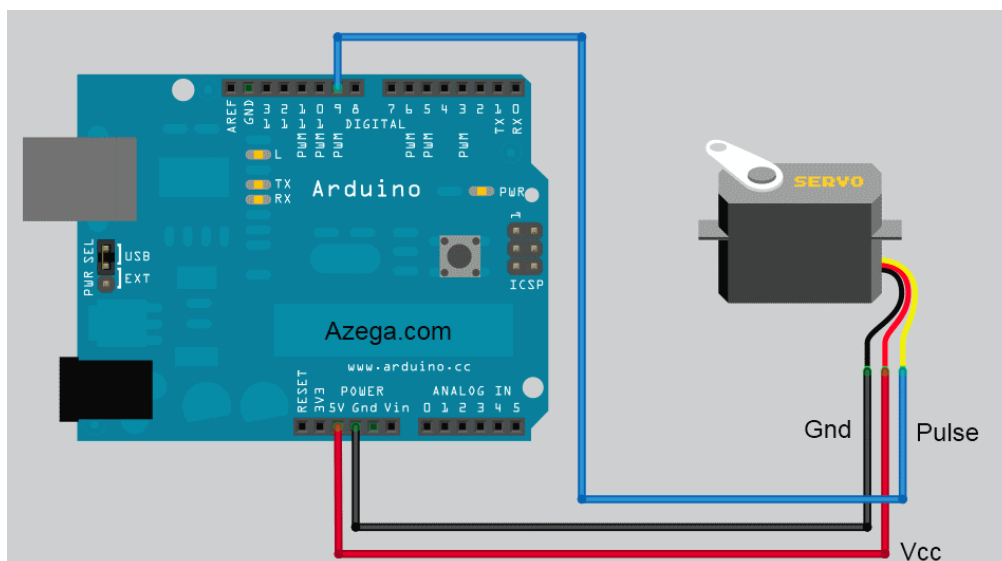 AREF
GND
13
12
PWM 11
PWM 10
PWM 9
8
7
PWM 6
PWM 5
4
PWM 3
2
TX 1
RX 0
DIGITAL
L
TX
RX
Arduino
PWR
1
ICSP
PWR SEL
USB
EXT
Azega.com
www.arduino.cc
POWER
ANALOG IN
RESET
3V3
5V Gnd Vin
0 1 2 3 4 5
SERVO
Gnd
Pulse
Vcc